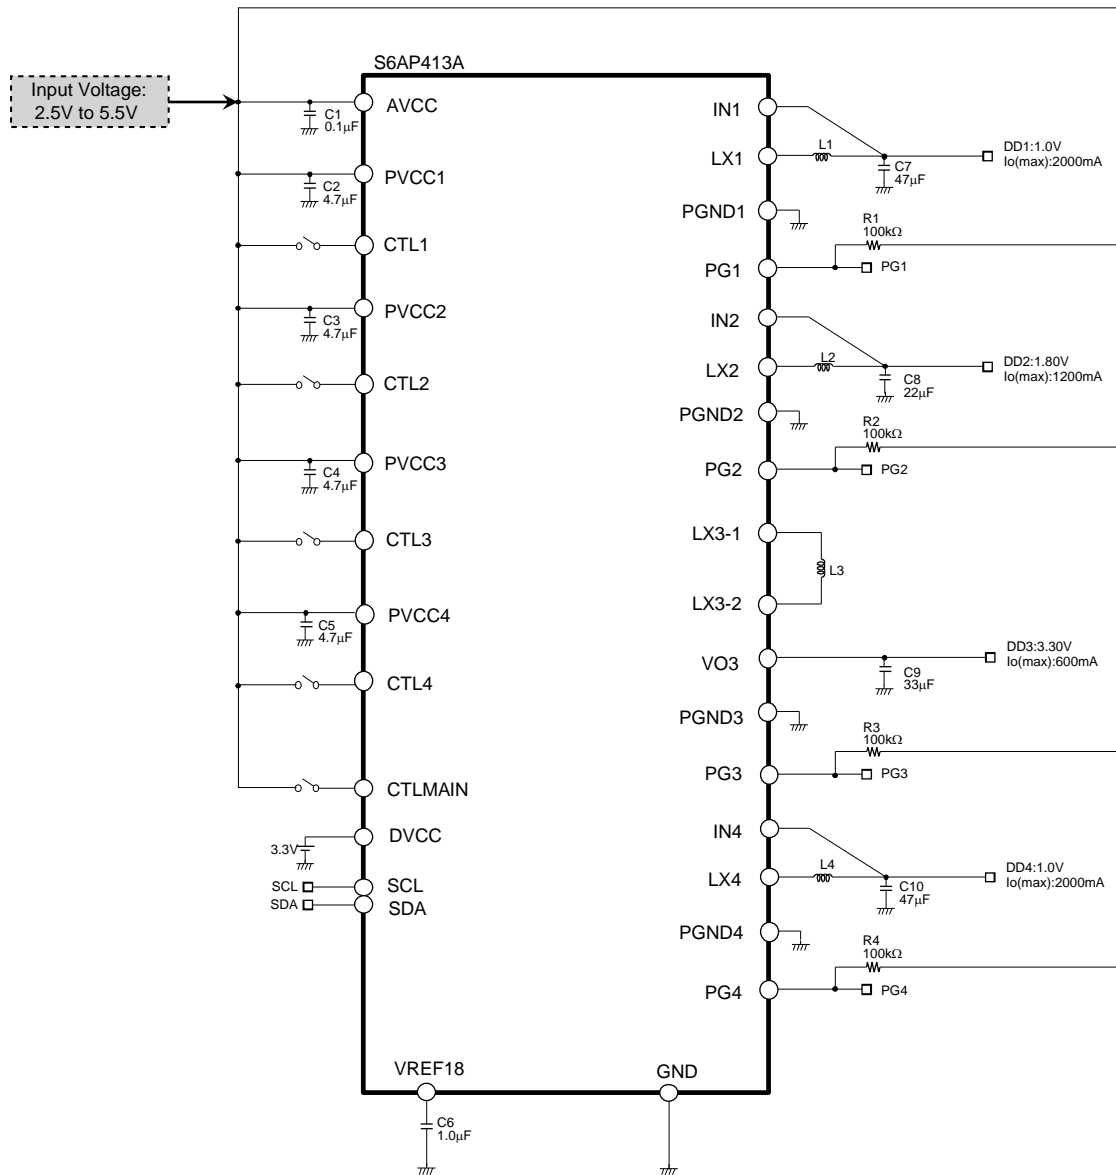 S6AP413A
Input Voltage:
2.5V to 5.5V
AVCC
C1
0.1µF
PVCC1
C2
4.7µF
CTL1
PVCC2
C3
4.7µF
CTL2
PVCC3
C4
4.7µF
CTL3
PVCC4
C5
4.7µF
CTL4
CTLMAIN
DVCC
3.3V
SCL
SCL
SDA
SDA
VREF18
C6
1.0µF
GND
IN1
LX1
L1
C7
47µF
DD1:1.0V
Io(max):2000mA
PGND1
R1
100kΩ
PG1
PG1
IN2
LX2
L2
C8
22µF
DD2:1.80V
Io(max):1200mA
PGND2
R2
100kΩ
PG2
PG2
LX3-1
L3
LX3-2
VO3
C9
33µF
DD3:3.30V
Io(max):600mA
PGND3
R3
100kΩ
PG3
PG3
IN4
LX4
L4
C10
47µF
DD4:1.0V
Io(max):2000mA
PGND4
R4
100kΩ
PG4
PG4